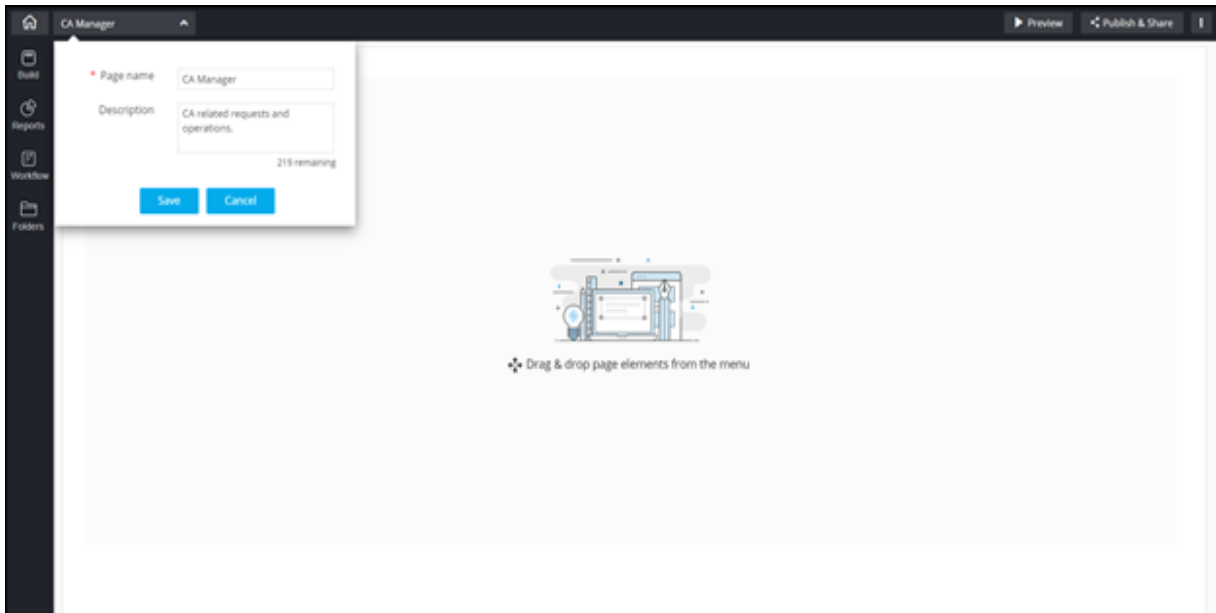 CA Manager
Preview
Publish & Share
Build
Reports
Workflow
Folders
* Page name
CA Manager
Description
CA related requests and
operations.
219 remaining
Save
Cancel
Drag & drop page elements from the menu